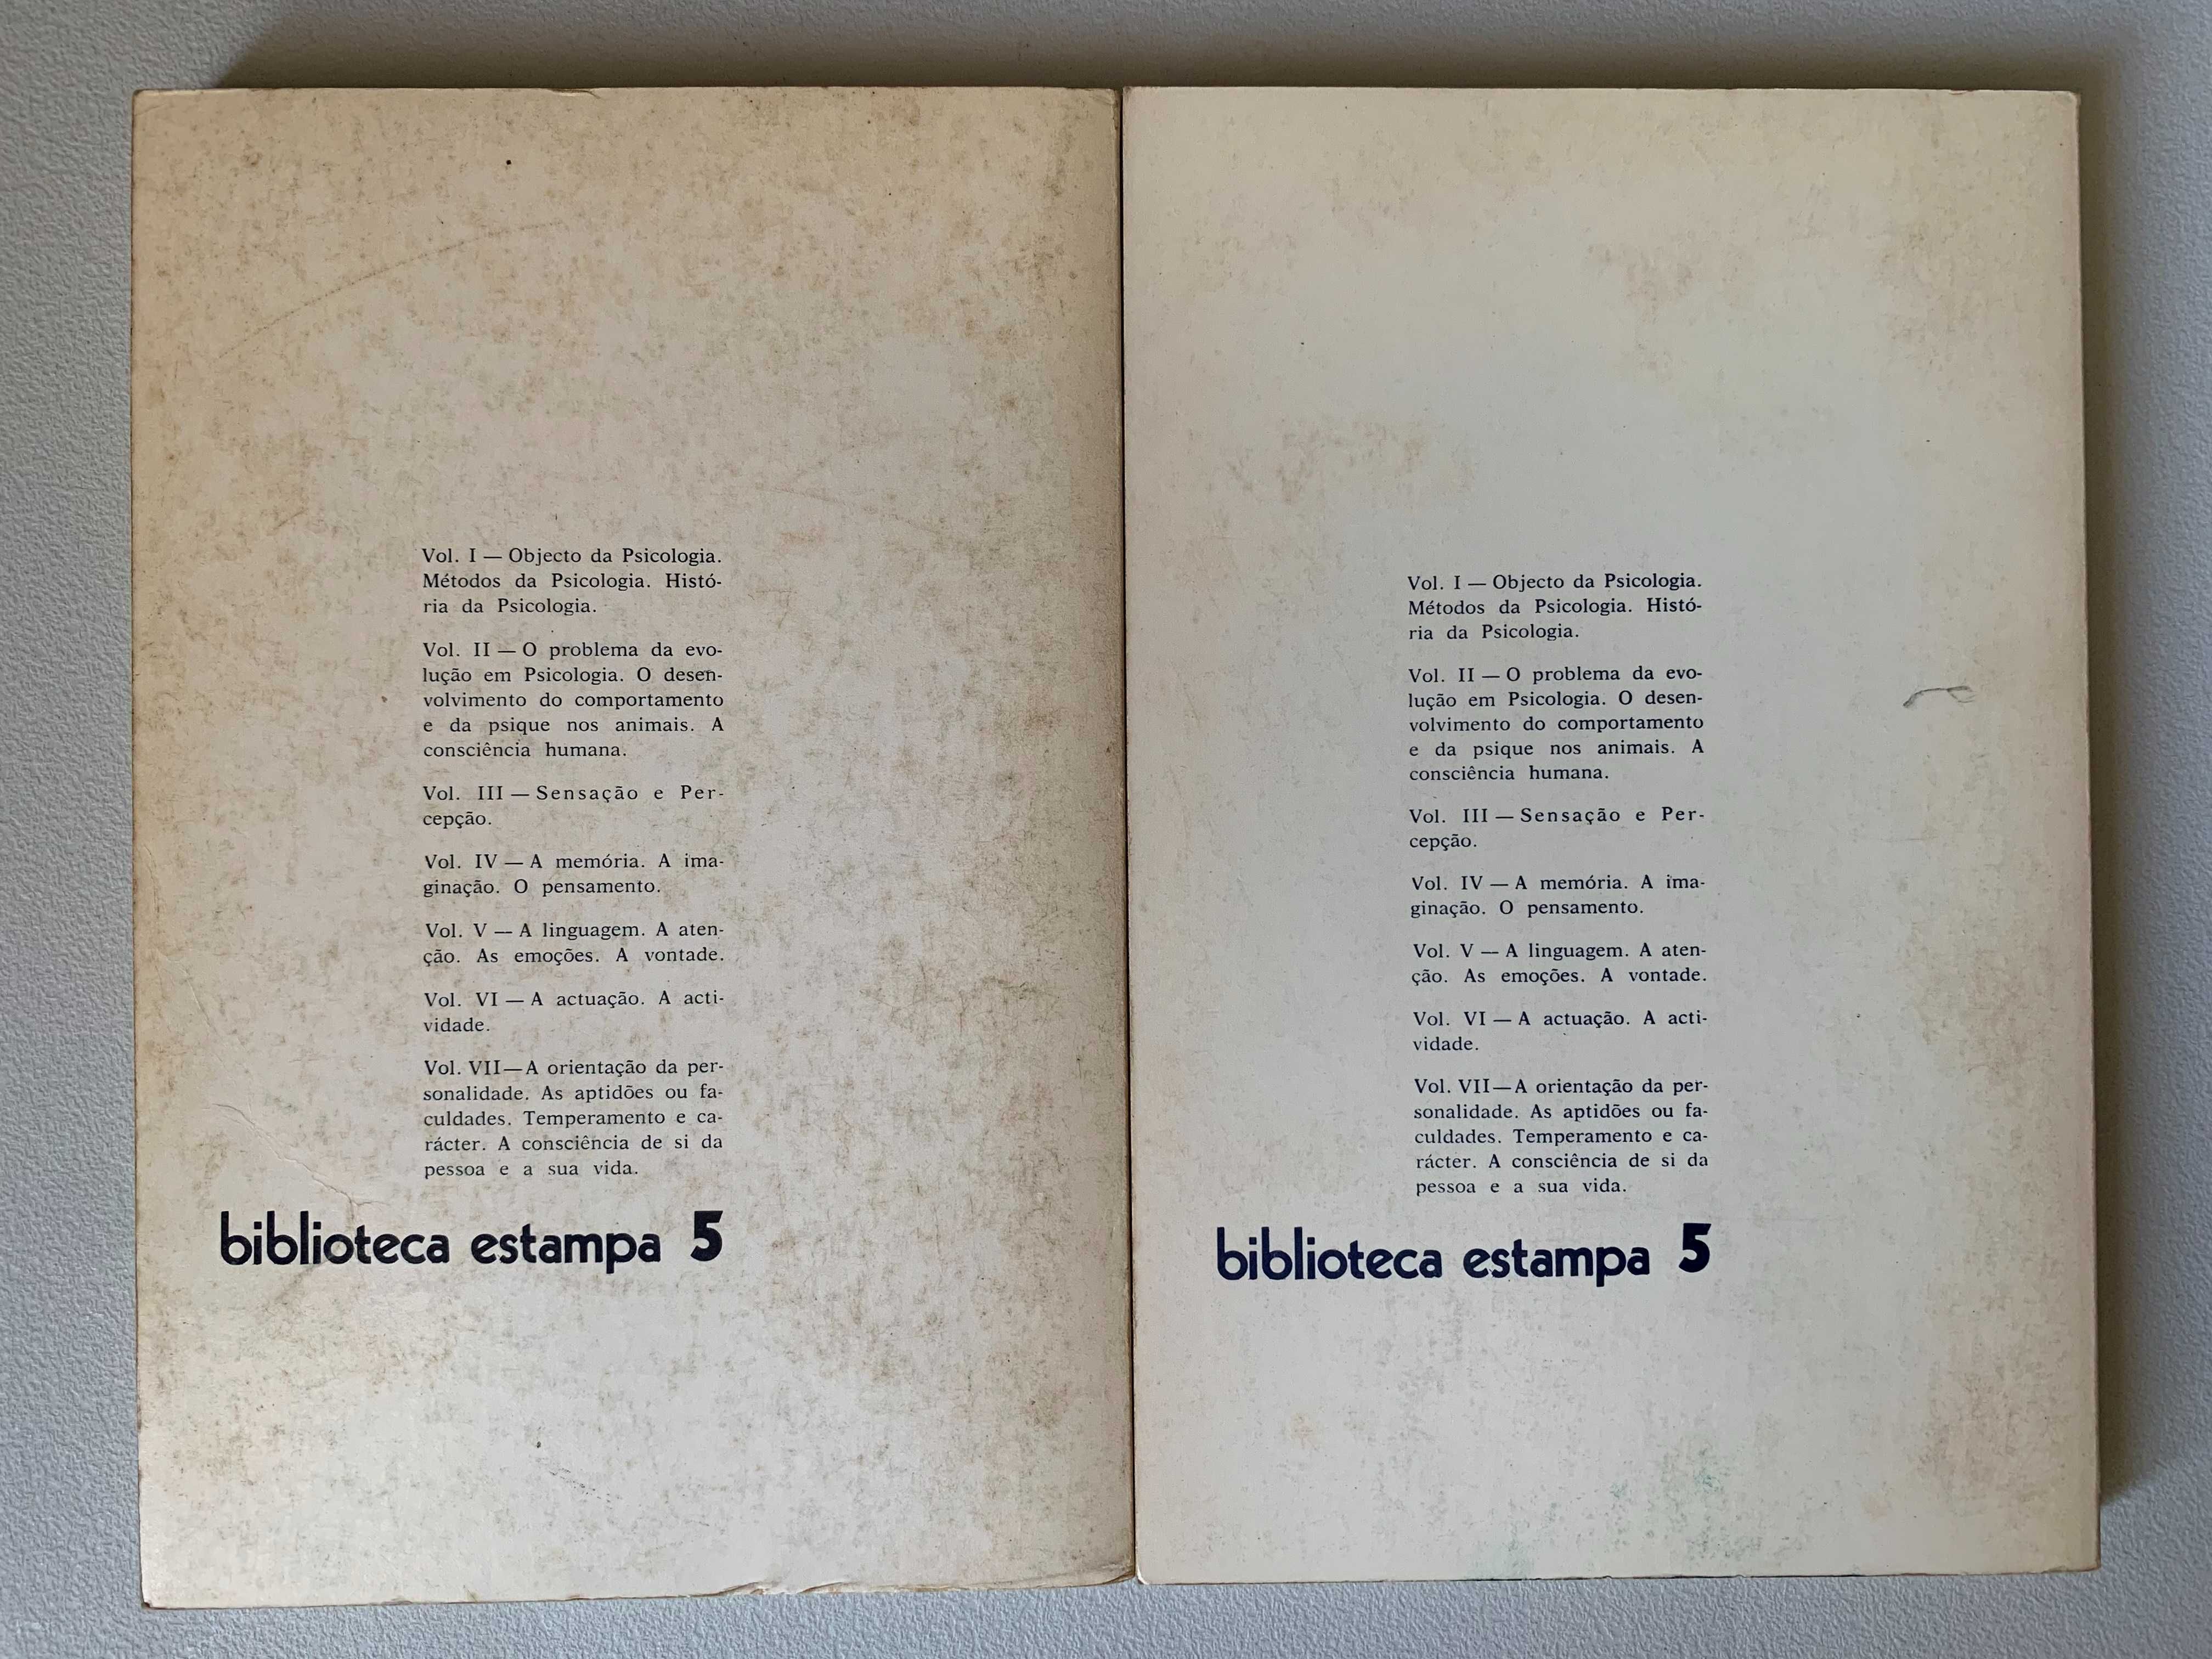 Vol. I — Objecto da Psicologia.
Métodos da Psicologia. Histó-
ria da Psicologia.
Vol. II — O problema da evo-
lução em Psicologia. O desen-
volvimento do comportamento
e da psique nos animais. A
consciência humana.
Vol. III — Sensação e Per-
cepção.
Vol. IV — A memória. A ima-
ginação. O pensamento.
Vol. V — A linguagem. A aten-
ção. As emoções. A vontade.
Vol. VI — A actuação. A acti-
vidade.
Vol. VII — A orientação da per-
sonalidade. As aptidões ou fa-
culdades. Temperamento e ca-
rácter. A consciência de si da
pessoa e a sua vida.
biblioteca estampa 5
Vol. I — Objecto da Psicologia.
Métodos da Psicologia. Histó-
ria da Psicologia.
Vol. II — O problema da evo-
lução em Psicologia. O desen-
volvimento do comportamento
e da psique nos animais. A
consciência humana.
Vol. III — Sensação e Per-
cepção.
Vol. IV — A memória. A ima-
ginação. O pensamento.
Vol. V — A linguagem. A aten-
ção. As emoções. A vontade.
Vol. VI — A actuação. A acti-
vidade.
Vol. VII — A orientação da per-
sonalidade. As aptidões ou fa-
culdades. Temperamento e ca-
rácter. A consciência de si da
pessoa e a sua vida.
biblioteca estampa 5